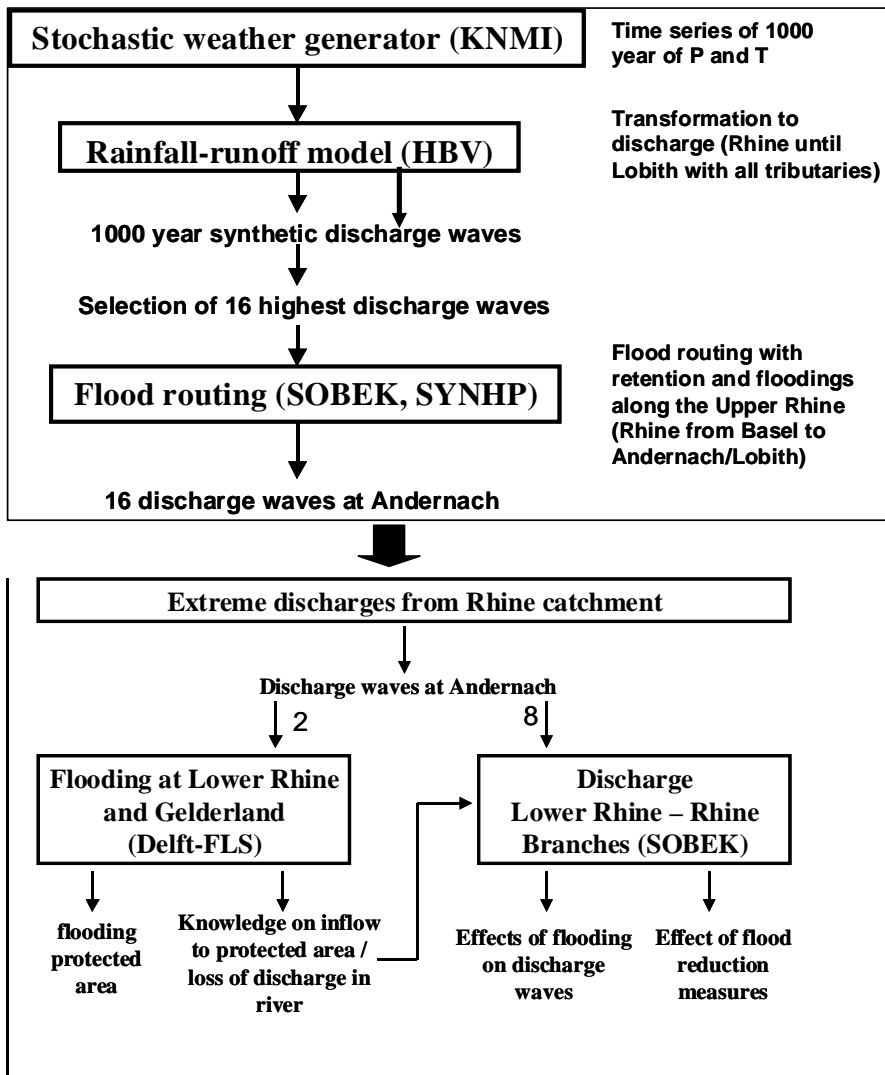 Stochastic weather generator (KNMI)
Time series of 1000
year of P and T
Rainfall-runoff model (HBV)
Transformation to
discharge (Rhine until
Lobith with all tributaries)
1000 year synthetic discharge waves
Selection of 16 highest discharge waves
Flood routing (SOBEK, SYNHP)
Flood routing with
retention and floodings
along the Upper Rhine
(Rhine from Basel to
Andernach/Lobith)
16 discharge waves at Andernach
Extreme discharges from Rhine catchment
Discharge waves at Andernach
2
8
Flooding at Lower Rhine
and Gelderland
(Delft-FLS)
Discharge
Lower Rhine – Rhine
Branches (SOBEK)
flooding
protected
area
Knowledge on inflow
to protected area /
loss of discharge in
river
Effects of flooding
on discharge
waves
Effect of flood
reduction
measures